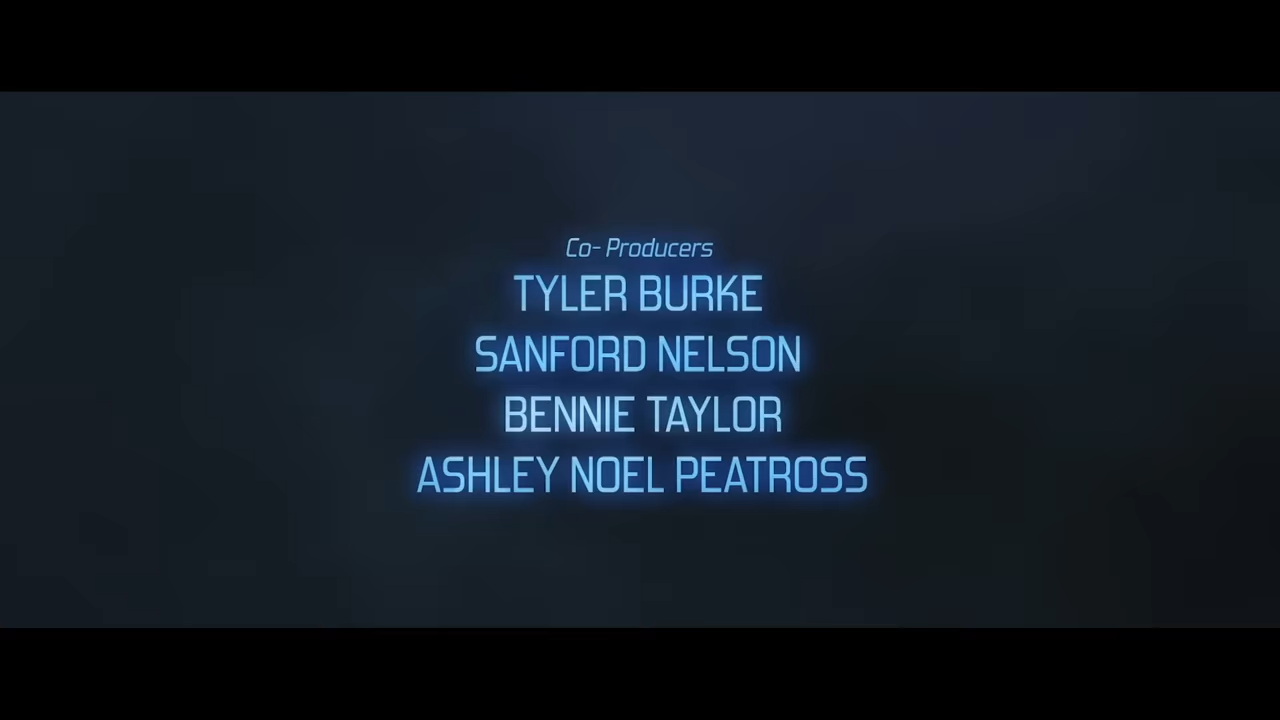 Co- Producers
TYLER BURKE
SANFORD NELSON
BENNIE TAYLOR
ASHLEY NOEL PEATROSS